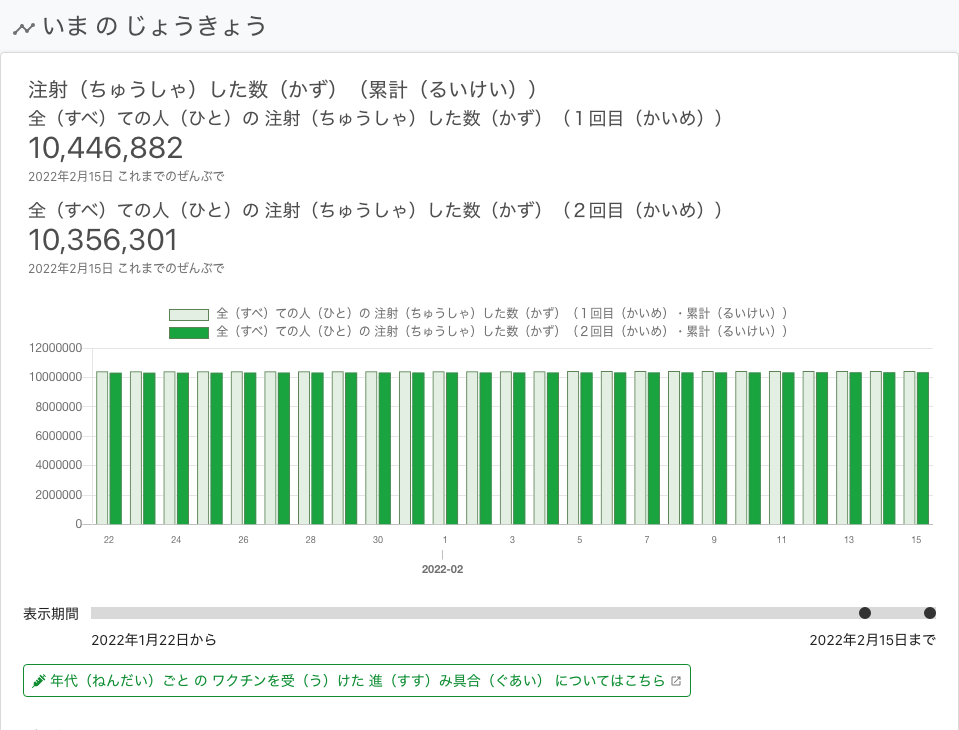 いま の じょうきょう
注射（ちゅうしゃ）した数（かず）（累計（るいけい））
全（すべ）ての人（ひと）の 注射（ちゅうしゃ）した数（かず）（１回目（かいめ））
10,446,882
2022年2月15日 これまでのぜんぶで
全（すべ）ての人（ひと）の 注射（ちゅうしゃ）した数（かず）（２回目（かいめ））
10,356,301
2022年2月15日 これまでのぜんぶで
全（すべ）ての人（ひと）の 注射（ちゅうしゃ）した数（かず）（１回目（かいめ）・累計（るいけい））
全（すべ）ての人（ひと）の 注射（ちゅうしゃ）した数（かず）（２回目（かいめ）・累計（るいけい））
12000000
10000000
8000000
6000000
4000000
2000000
0
22 24 26 28 30 1 3 5 7 9 11 13 15
2022-02
表示期間
2022年1月22日から 2022年2月15日まで
年代（ねんだい）ごと の ワクチンを受（う）けた 進（すす）み具合（ぐあい） についてはこちら